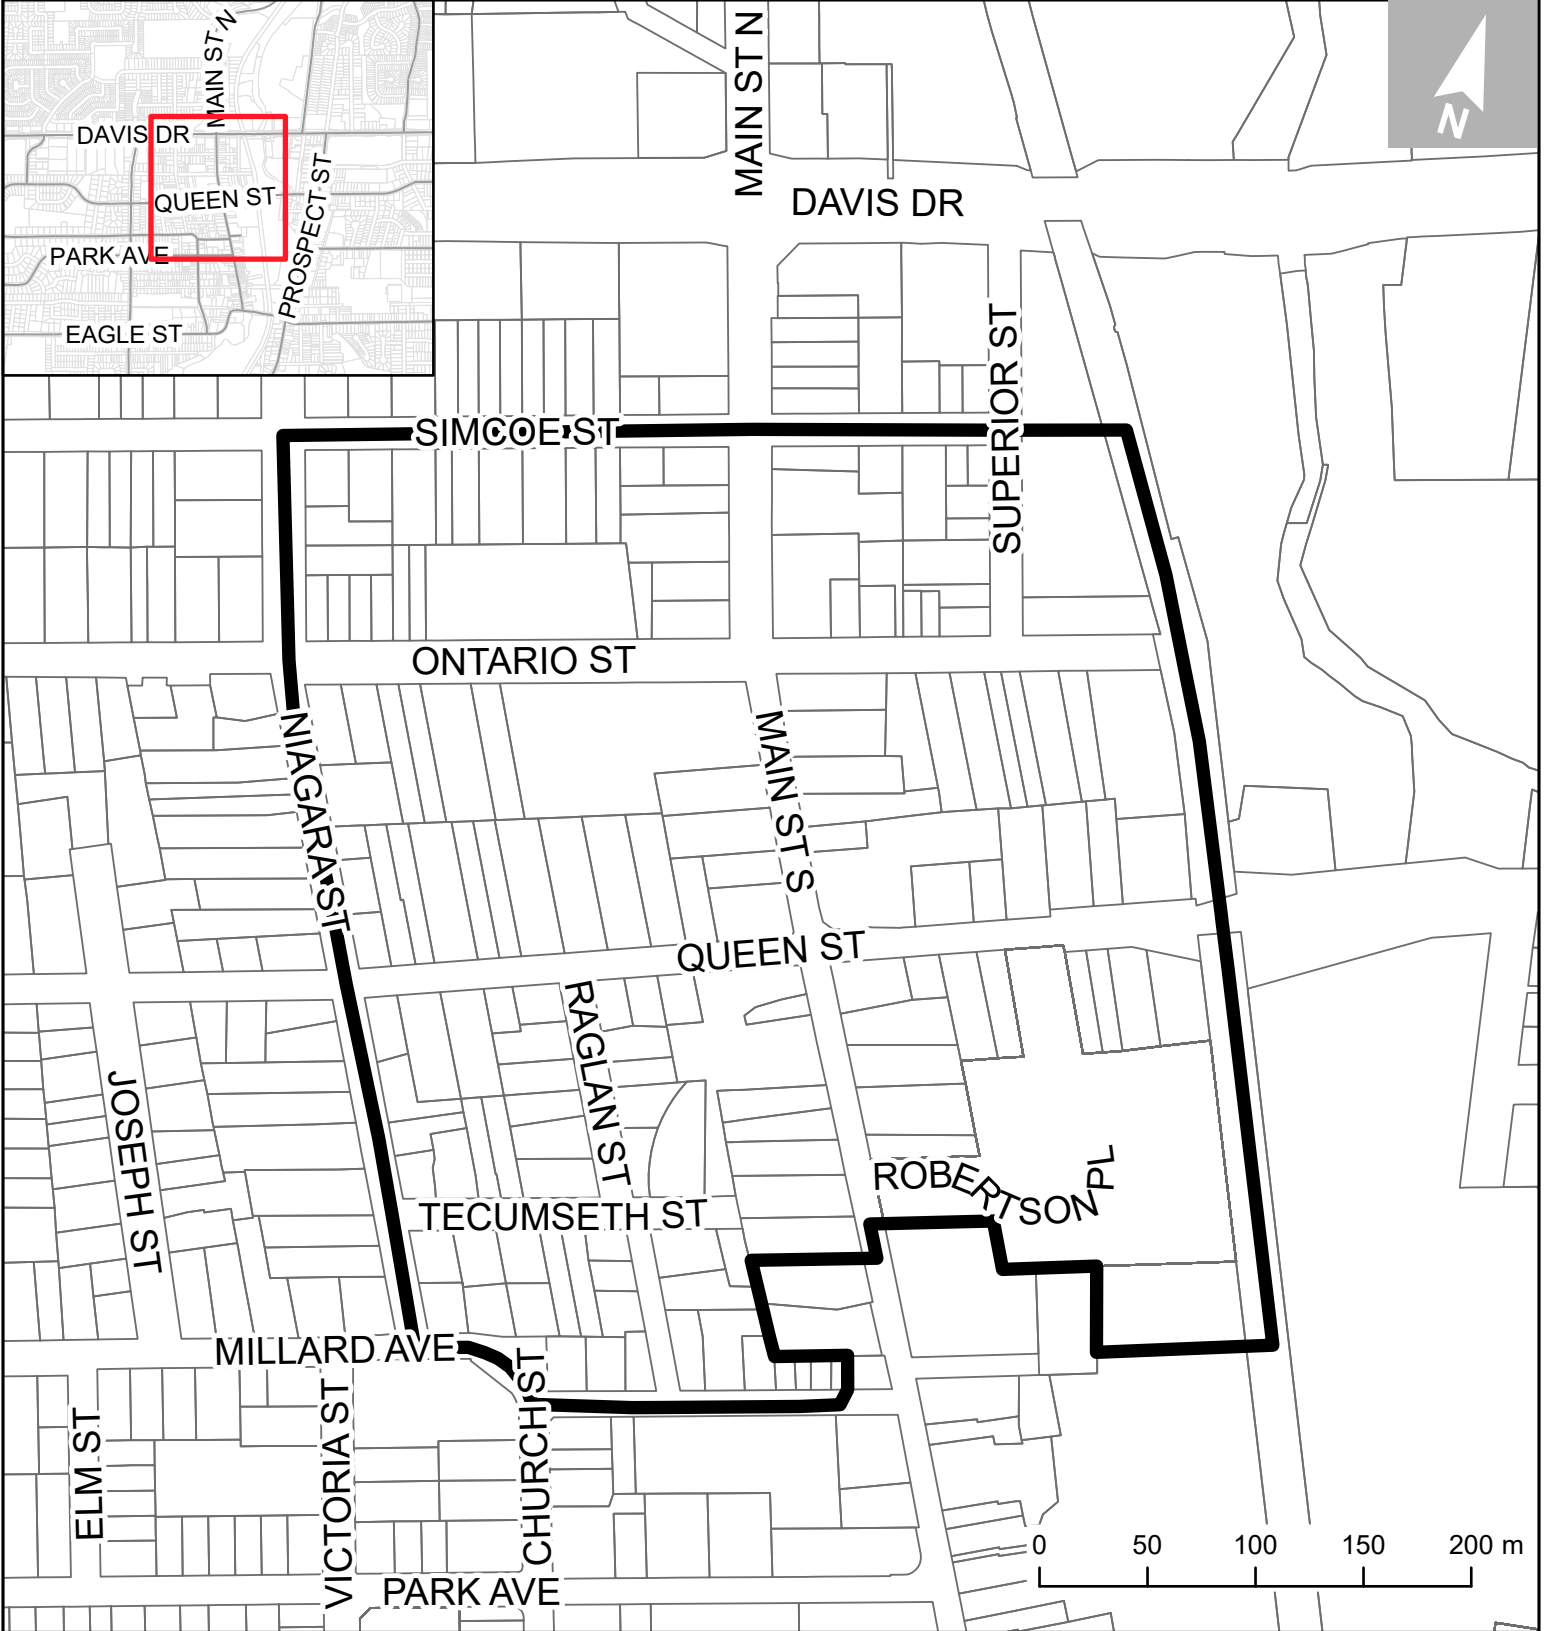 MAIN ST N
DAVIS DR
QUEEN ST
PROSPECT ST
PARK AVE
EAGLE ST
MAIN ST N
N
DAVIS DR
SUPERIOR ST
SIMCOE ST
ONTARIO ST
NIAGARA ST
MAIN ST S
QUEEN ST
RAGLAN ST
JOSEPH ST
ROBERTSON PL
TECUMSETH ST
MILLARD AVE
CHURCH ST
VICTORIA ST
ELM ST
0 50 100 150 200 m
PARK AVE